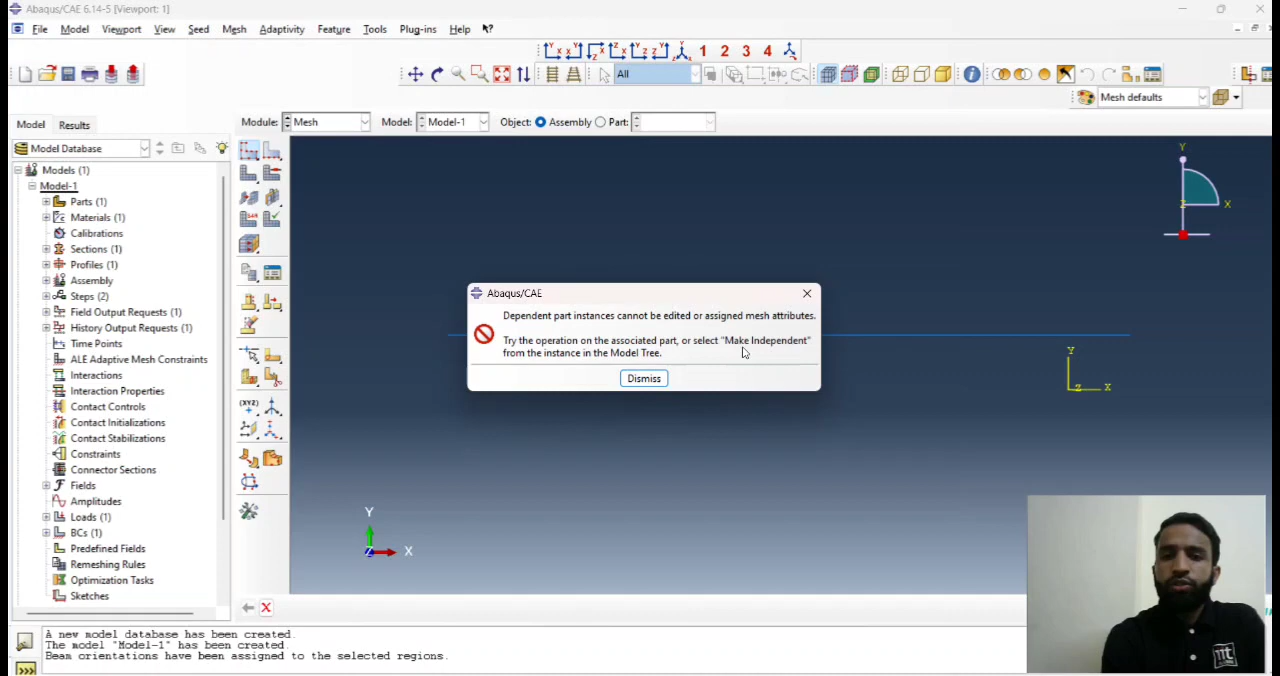 Abaqus/CAE 6.14-5 [Viewport: 1]
File Model Viewport View Seed Mesh Adaptivity Feature Tools Plug-ins Help
1 2 3 4
All
Mesh defaults
Model Results
Module: Mesh Model: Model-1 Object: Assembly Part:
Model Database
Models (1)
Model-1
Parts (1)
Materials (1)
Calibrations
Sections (1)
Profiles (1)
Assembly
Steps (2)
Field Output Requests (1)
History Output Requests (1)
Time Points
ALE Adaptive Mesh Constraints
Interactions
Interaction Properties
Contact Controls
Contact Initializations
Contact Stabilizations
Constraints
Connector Sections
Fields
Amplitudes
Loads (1)
BCs (1)
Predefined Fields
Remeshing Rules
Optimization Tasks
Sketches
(XYZ)
Y
X
Z
Abaqus/CAE
Dependent part instances cannot be edited or assigned mesh attributes.
Try the operation on the associated part, or select "Make Independent"
from the instance in the Model Tree.
Dismiss
Y
Z X
Y
Z X
A new model database has been created.
The model "Model-1" has been created.
Beam orientations have been assigned to the selected regions.
>>>